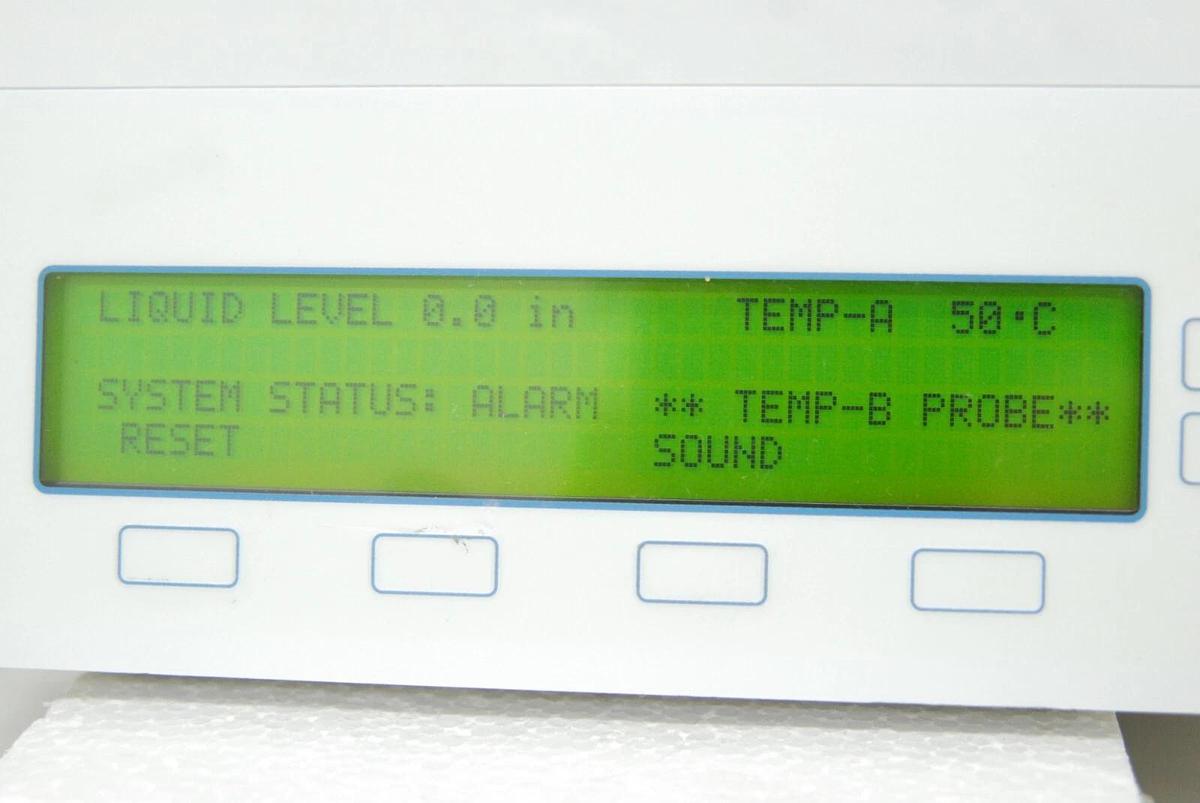 LIQUID LEVEL 0.0 in TEMP-A 50°C
SYSTEM STATUS: ALARM ** TEMP-B PROBE**
RESET SOUND